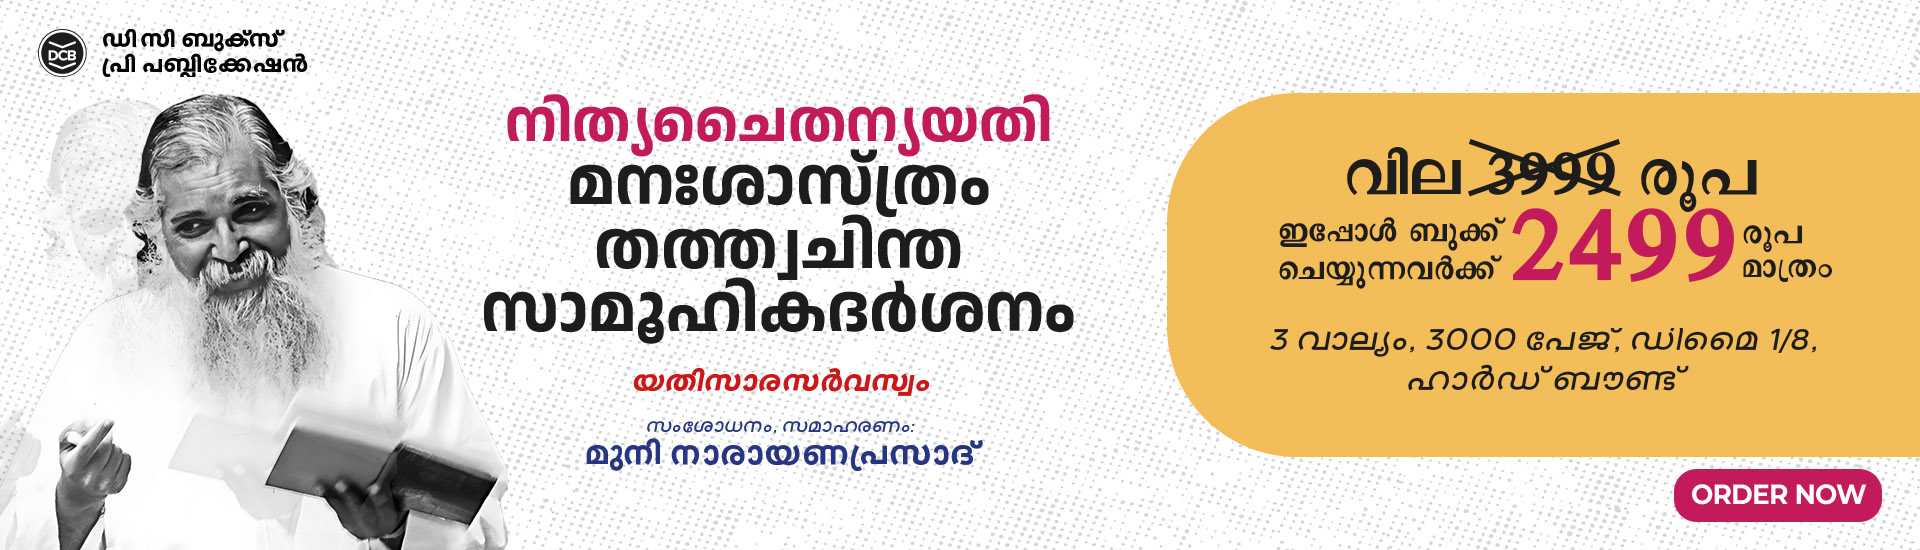 DCB
ഡി സി ബുക്സ്
പ്രീ പബ്ലിക്കേഷൻ
നിത്യചൈതന്യയതി
മനഃശാസ്ത്രം
തത്ത്വചിന്ത
സാമൂഹികദർശനം
യതിസാരസർവസ്വം
സംശോധനം, സമാഹരണം:
മുനി നാരായണപ്രസാദ്
വില 3999 രൂപ
ഇപ്പോൾ ബുക്ക് ചെയ്യുന്നവർക്ക് 2499 രൂപ മാത്രം
3 വാല്യം, 3000 പേജ്, ഡിമൈ 1/8,
ഹാർഡ് ബൗണ്ട്
ORDER NOW